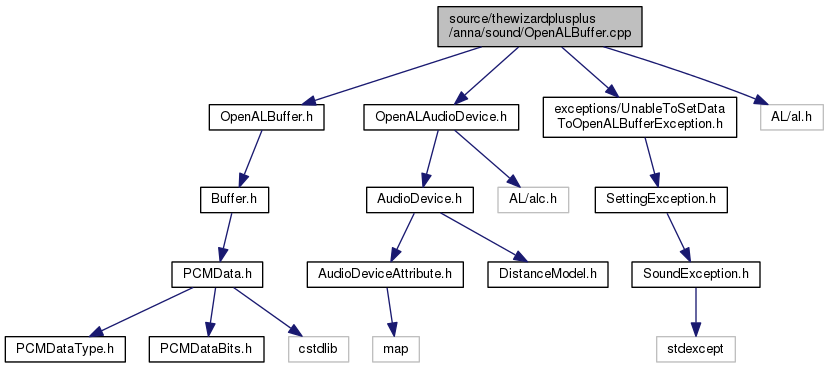 source/thewizardplusplus
/anna/sound/OpenALBuffer.cpp
OpenALBuffer.h
OpenALAudioDevice.h
exceptions/UnableToSetData
ToOpenALBufferException.h
AL/al.h
Buffer.h
AudioDevice.h
AL/alc.h
SettingException.h
PCMData.h
AudioDeviceAttribute.h
DistanceModel.h
SoundException.h
PCMDataType.h
PCMDataBits.h
cstdlib
map
stdexcept